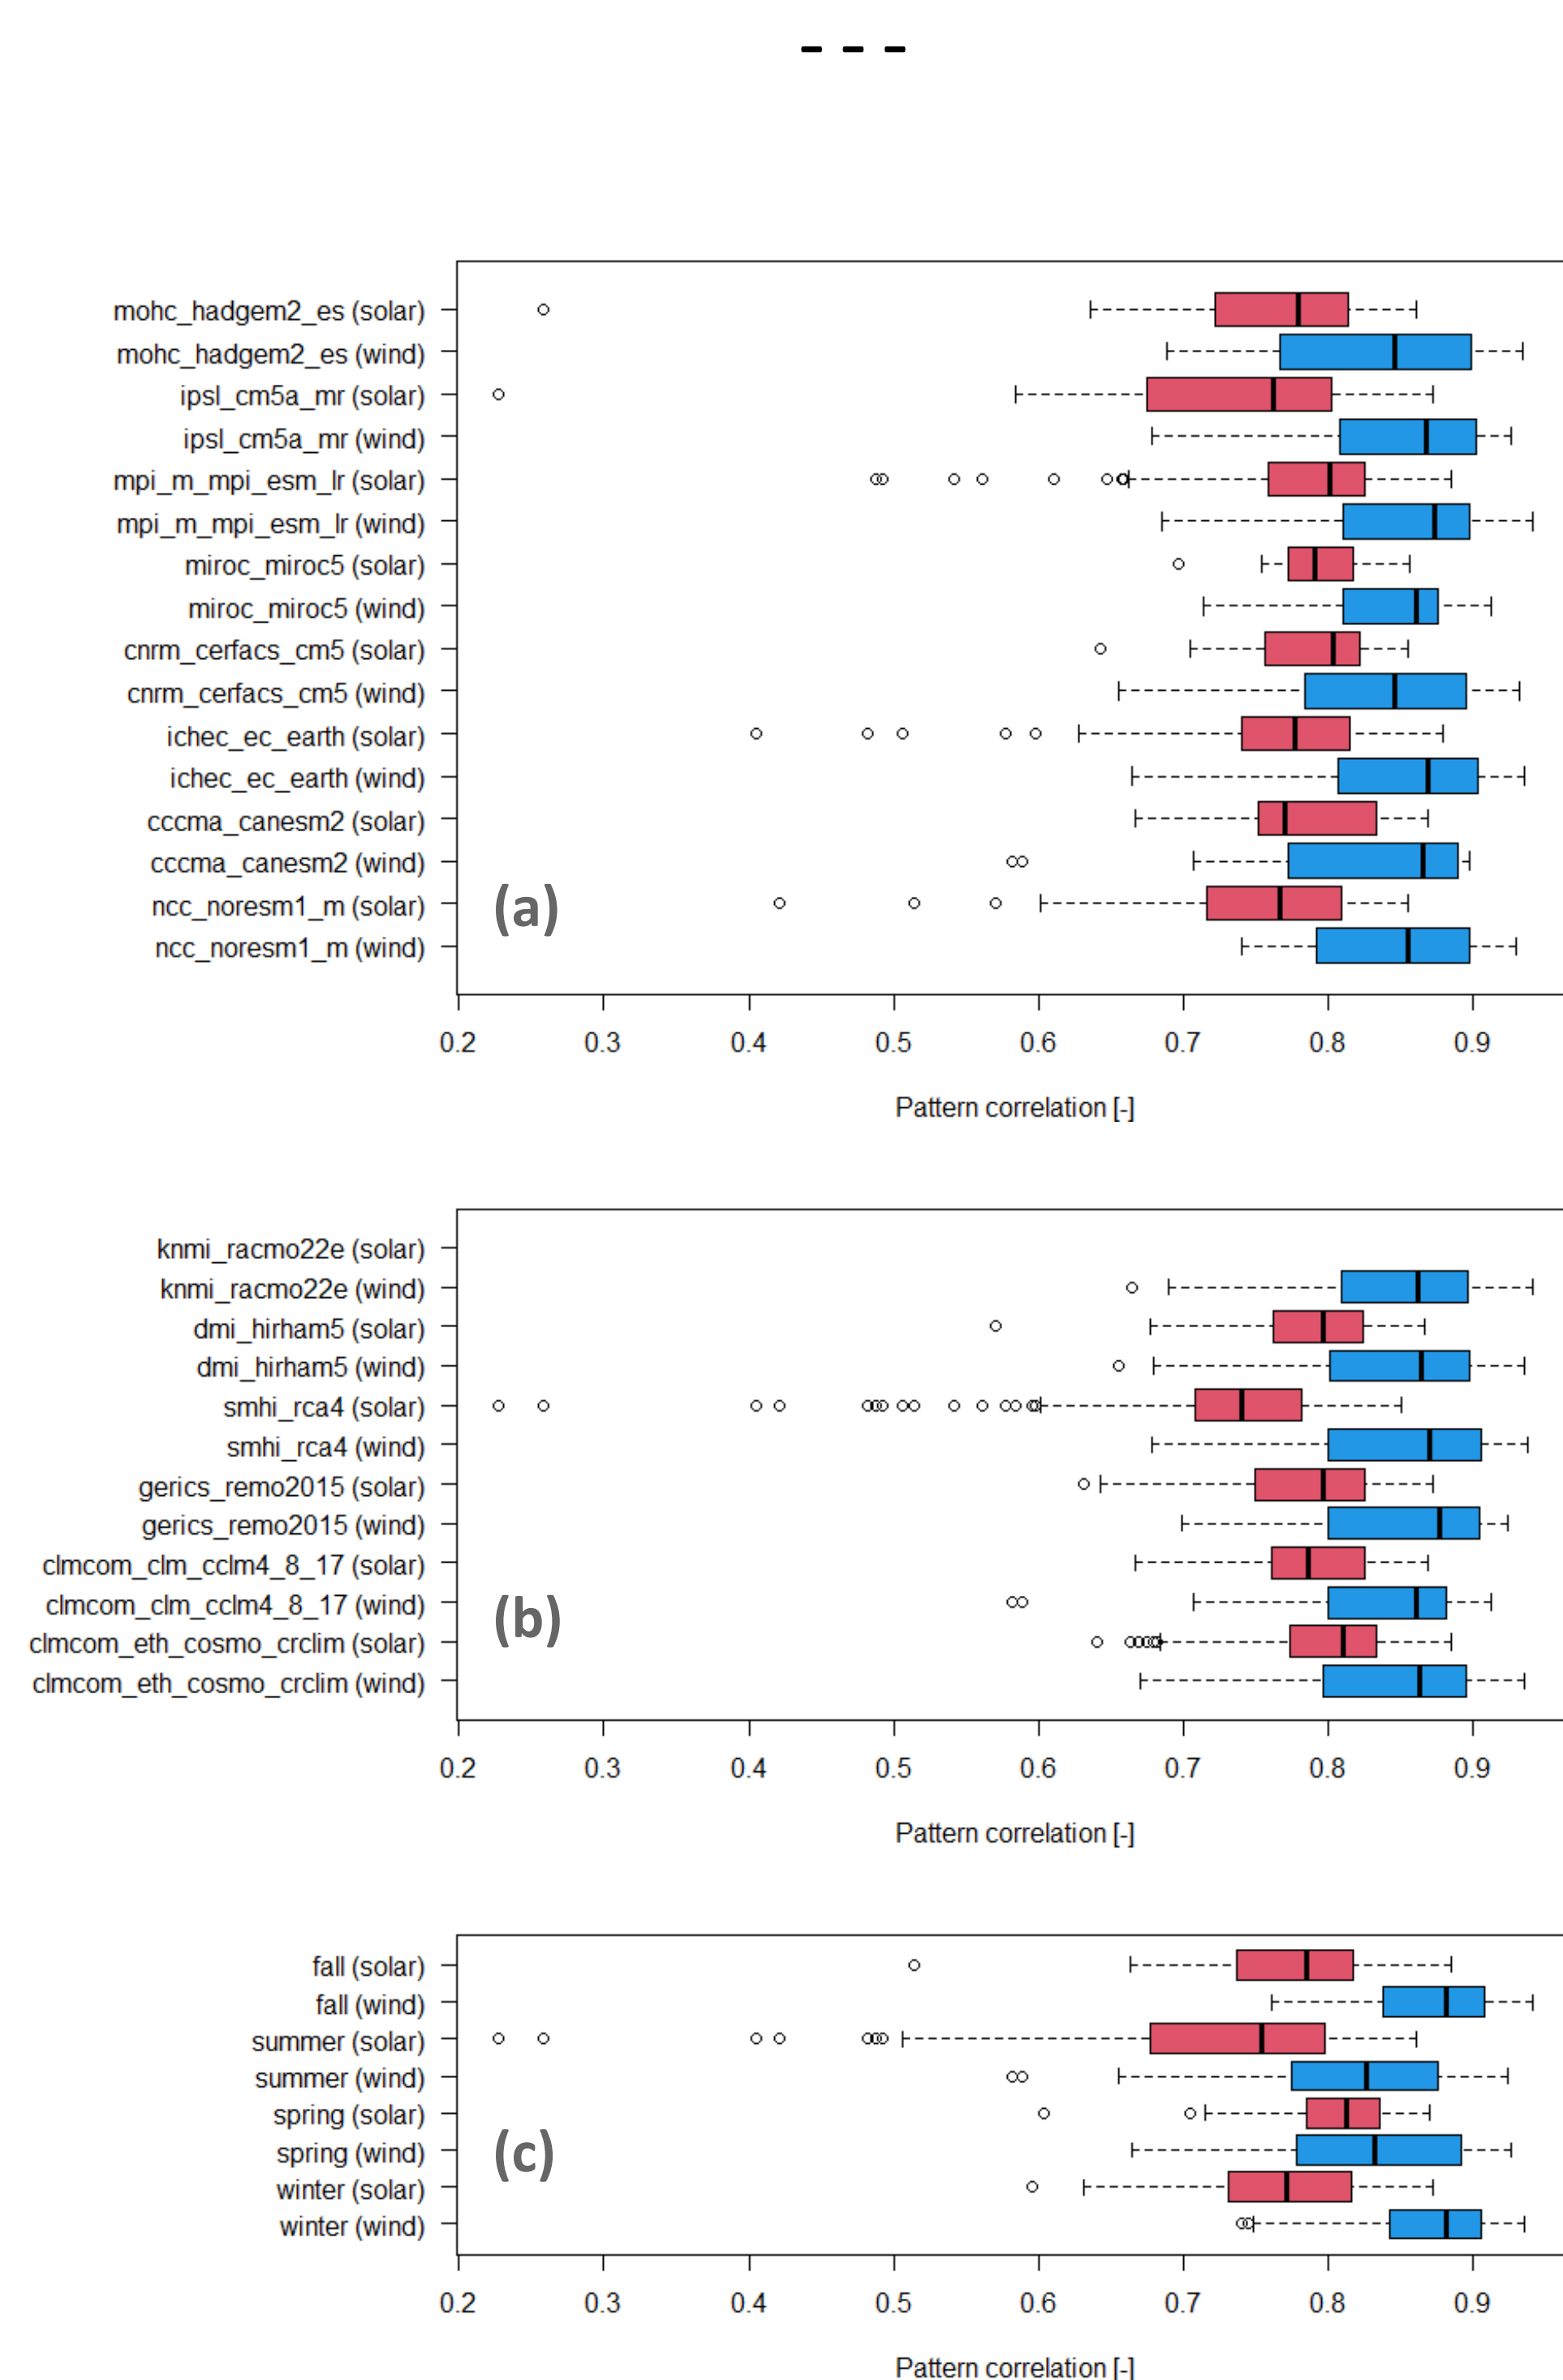 - - -
mohc_hadgem2_es (solar)
mohc_hadgem2_es (wind)
ipsl_cm5a_mr (solar)
ipsl_cm5a_mr (wind)
mpi_m_mpi_esm_lr (solar)
mpi_m_mpi_esm_lr (wind)
miroc_miroc5 (solar)
miroc_miroc5 (wind)
cnrm_cerfacs_cm5 (solar)
cnrm_cerfacs_cm5 (wind)
ichec_ec_earth (solar)
ichec_ec_earth (wind)
cccma_canesm2 (solar)
cccma_canesm2 (wind)
ncc_noresm1_m (solar)
ncc_noresm1_m (wind)
(a)
0.2 0.3 0.4 0.5 0.6 0.7 0.8 0.9
Pattern correlation [-]
knmi_racmo22e (solar)
knmi_racmo22e (wind)
dmi_hirham5 (solar)
dmi_hirham5 (wind)
smhi_rca4 (solar)
smhi_rca4 (wind)
gerics_remo2015 (solar)
gerics_remo2015 (wind)
clmcom_clm_cclm4_8_17 (solar)
clmcom_clm_cclm4_8_17 (wind)
clmcom_eth_cosmo_crclim (solar)
clmcom_eth_cosmo_crclim (wind)
(b)
0.2 0.3 0.4 0.5 0.6 0.7 0.8 0.9
Pattern correlation [-]
fall (solar)
fall (wind)
summer (solar)
summer (wind)
spring (solar)
spring (wind)
winter (solar)
winter (wind)
(c)
0.2 0.3 0.4 0.5 0.6 0.7 0.8 0.9
Pattern correlation [-]